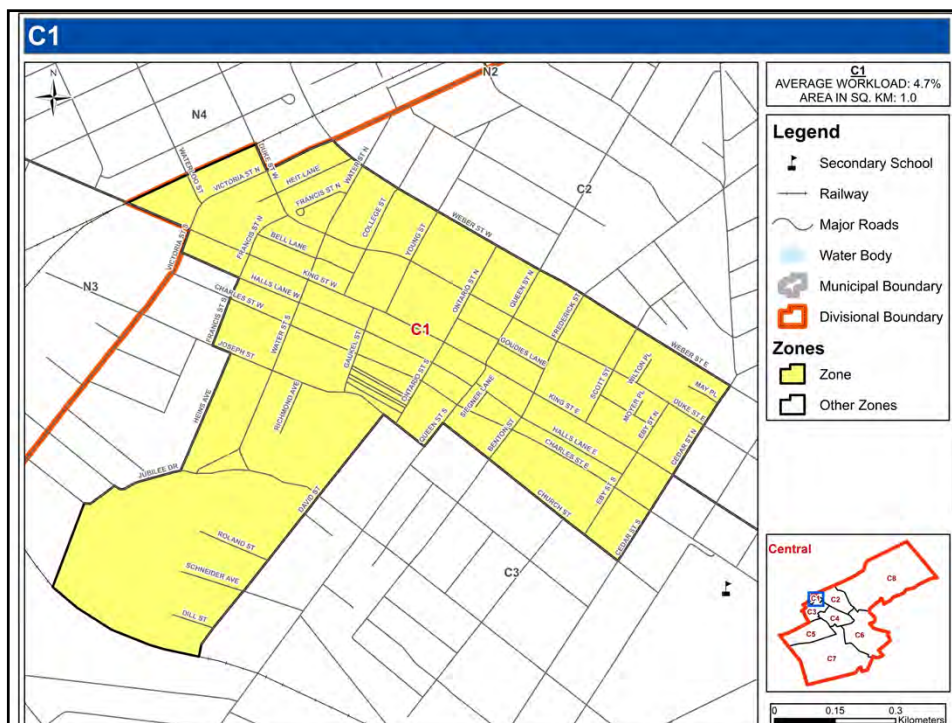 C1
N
N2
N4
C2
N3
C1
C3
WATERLOO ST
VICTORIA ST N
DUKE ST W
HEIT LANE
FRANCIS ST N
WATER ST N
COLLEGE ST
YOUNG ST
WEBER ST W
VICTORIA ST S
FRANCIS ST N
BELL LANE
KING ST W
HALLS LANE W
CHARLES ST W
ONTARIO ST N
QUEEN ST N
FREDERICK ST
FRANCIS ST S
WATER ST S
GAUKEL ST
JOSEPH ST
GOUDIES LANE
WEBER ST E
SCOTT ST
WILTON PL
MAY PL
MOYER PL
DUKE ST E
EBY ST N
KING ST E
HEINS AVE
RICHMOND AVE
ONTARIO ST S
QUEEN ST S
SIEGNER LANE
BENTON ST
HALLS LANE E
CHARLES ST E
CEDAR ST N
EBY ST S
CHURCH ST
CEDAR ST S
JUBILEE DR
DAVID ST
ROLAND ST
SCHNEIDER AVE
DILL ST
C1
AVERAGE WORKLOAD: 4.7%
AREA IN SQ. KM: 1.0
Legend
Secondary School
Railway
Major Roads
Water Body
Municipal Boundary
Divisional Boundary
Zones
Zone
Other Zones
Central
C8
C1
C2
C3
C4
C5
C6
C7
0 0.15 0.3
Kilometers